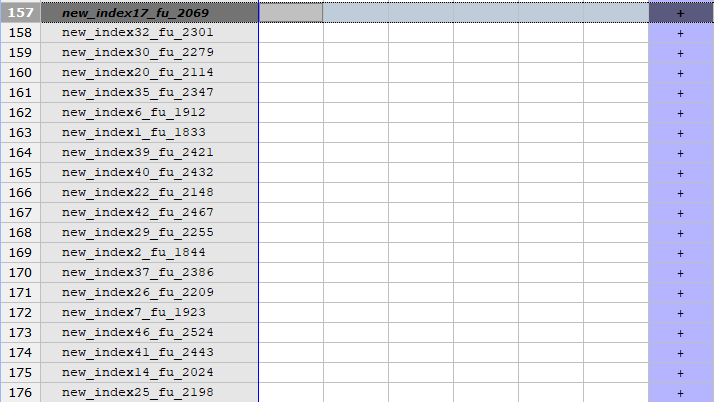 157 new_index17_fu_2069 +
158 new_index32_fu_2301 +
159 new_index30_fu_2279 +
160 new_index20_fu_2114 +
161 new_index35_fu_2347 +
162 new_index6_fu_1912 +
163 new_index1_fu_1833 +
164 new_index39_fu_2421 +
165 new_index40_fu_2432 +
166 new_index22_fu_2148 +
167 new_index42_fu_2467 +
168 new_index29_fu_2255 +
169 new_index2_fu_1844 +
170 new_index37_fu_2386 +
171 new_index26_fu_2209 +
172 new_index7_fu_1923 +
173 new_index46_fu_2524 +
174 new_index41_fu_2443 +
175 new_index14_fu_2024 +
176 new_index25_fu_2198 +